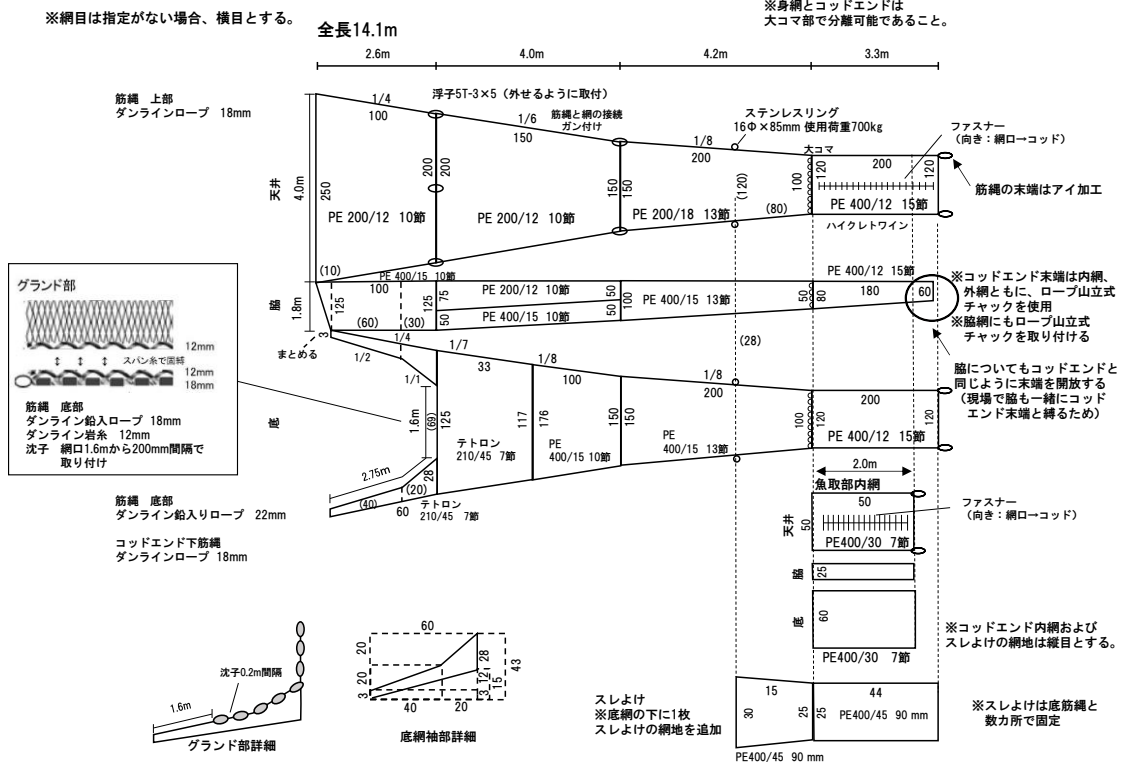 ※網目は指定がない場合、横目とする。
※身網とコッドエンドは
大コマ部で分離可能であること。
全長14.1m
2.6m
4.0m
4.2m
3.3m
筋縄 上部
ダンラインロープ 18mm
1/4
100
浮子5T-3×5（外せるように取付）
1/6
150
筋縄と網の接続
ガン付け
ステンレスリング
16Φ×85mm 使用荷重700kg
1/8
200
大コマ
ファスナー
（向き：網口→コッド）
200
120
120
筋縄の末端はアイ加工
天井
4.0m
250
200
200
150
150
(120)
100
PE 200/12 10節
PE 200/12 10節
PE 200/18 13節
(80)
PE 400/12 15節
ハイクレトワイン
(10)
PE 400/15 10節
100
PE 400/12 15節
脇
1.8m
125
125
75
50
PE 200/12 10節
PE 400/15 10節
50
50
100
PE 400/15 13節
50
80
180
60
(60)
(30)
3
まとめる
※コッドエンド末端は内網、
外網ともに、ロープ山立式
チャックを使用
※脇網にもロープ山立式
チャックを取り付ける
脇についてもコッドエンドと
同じように末端を開放する
（現場で脇も一緒にコッド
エンド末端と縛るため）
グランド部
12mm
スパン糸で固縛
12mm
18mm
筋縄 底部
ダンライン鉛入ロープ 18mm
ダンライン岩糸 12mm
沈子 網口1.6mから200mm間隔で
取り付け
1/2
1/4
1/1
1/7
33
1/8
100
(28)
1/8
200
200
底
1.6m
(69)
125
117
176
150
150
100
120
120
テトロン
210/45 7節
PE
400/15 10節
PE
400/15 13節
PE 400/12 15節
2.75m
28
(20)
(40)
60
テトロン
210/45 7節
筋縄 底部
ダンライン鉛入りロープ 22mm
コッドエンド下筋縄
ダンラインロープ 18mm
2.0m
魚取部内網
50
天井
50
PE400/30 7節
ファスナー
（向き：網口→コッド）
脇
25
底
60
PE400/30 7節
※コッドエンド内網および
スレよけの網地は縦目とする。
沈子0.2m間隔
1.6m
グランド部詳細
60
20
20
3
28
12
3
15
43
40
20
底網袖部詳細
スレよけ
※底網の下に1枚
スレよけの網地を追加
15
30
25
25
44
PE400/45 90 mm
PE400/45 90 mm
※スレよけは底筋縄と
数カ所で固定